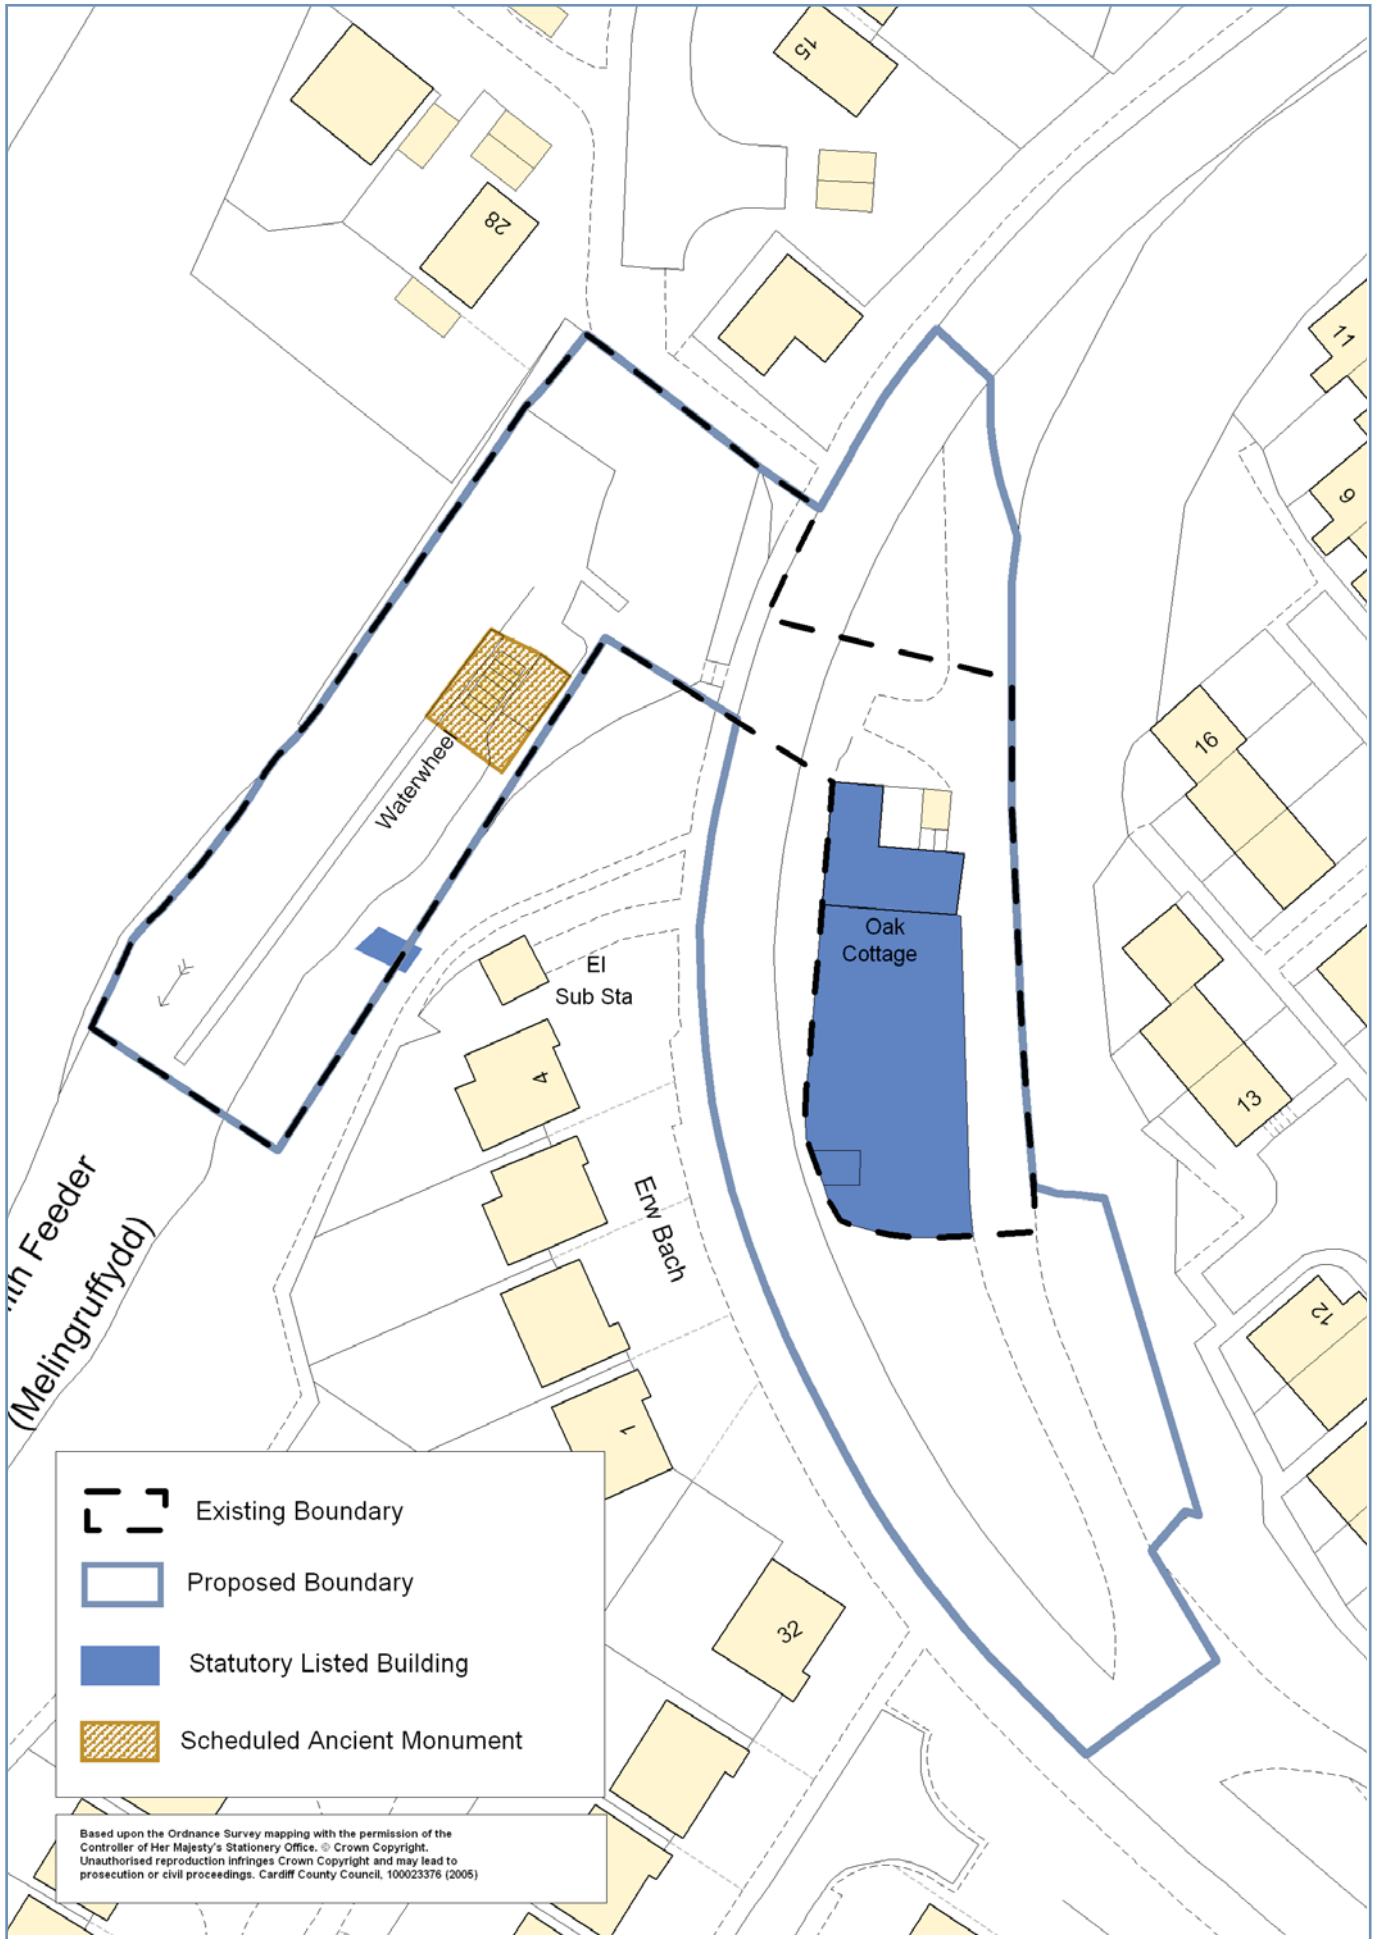 15
28
11
9
16
Waterwheel
Oak
Cottage
El
Sub Sta
4
13
Erw Bach
12
ith Feeder
(Melingruffydd)
1
32
Existing Boundary
Proposed Boundary
Statutory Listed Building
Scheduled Ancient Monument
Based upon the Ordnance Survey mapping with the permission of the
Controller of Her Majesty's Stationery Office. © Crown Copyright.
Unauthorised reproduction infringes Crown Copyright and may lead to
prosecution or civil proceedings. Cardiff County Council, 100023376 (2005)